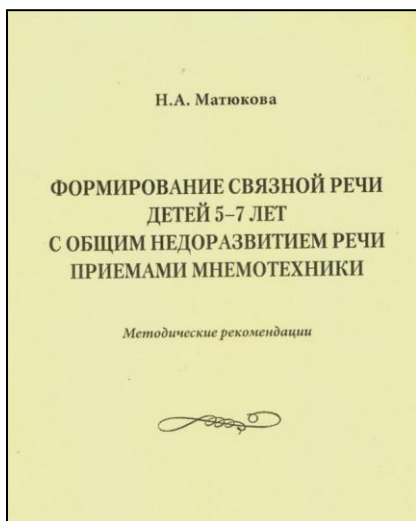 Н.А. Матюкова
ФОРМИРОВАНИЕ СВЯЗНОЙ РЕЧИ
ДЕТЕЙ 5–7 ЛЕТ
С ОБЩИМ НЕДОРАЗВИТИЕМ РЕЧИ
ПРИЕМАМИ МНЕМОТЕХНИКИ
Методические рекомендации